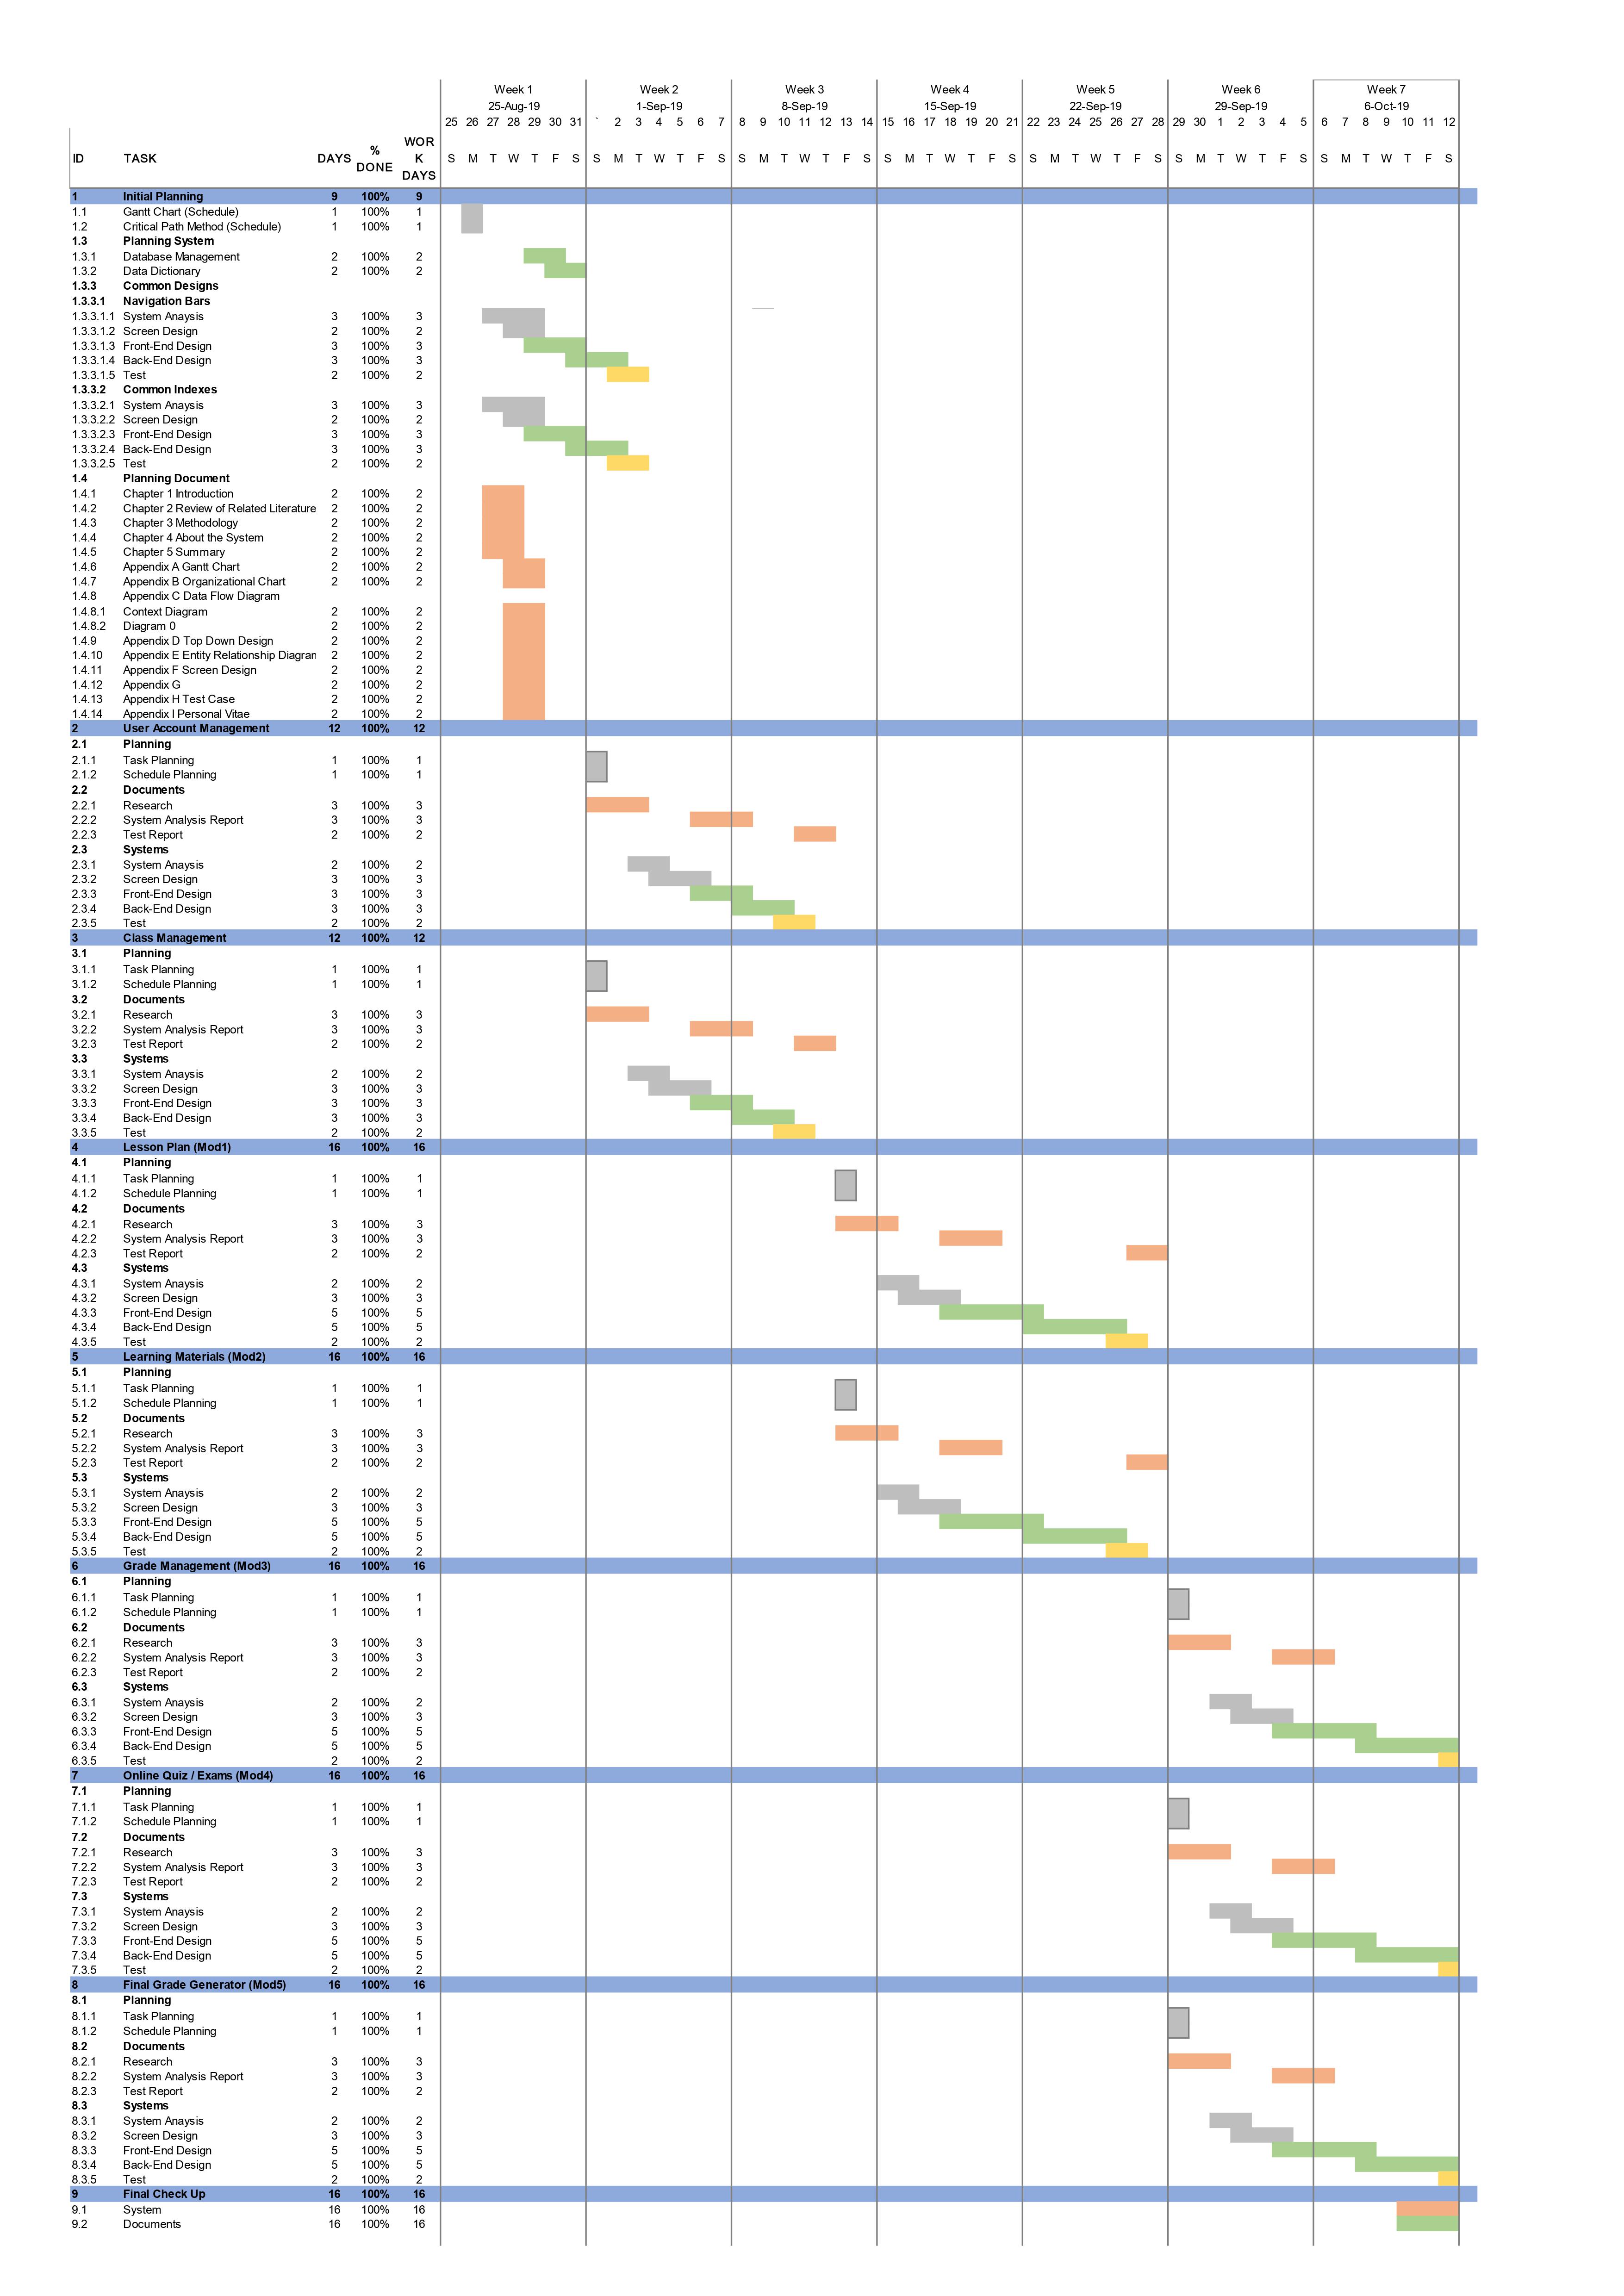 Week 1 Week 2 Week 3 Week 4 Week 5 Week 6 Week 7
25-Aug-19 1-Sep-19 8-Sep-19 15-Sep-19 22-Sep-19 29-Sep-19 6-Oct-19
25 26 27 28 29 30 31 ` 2 3 4 5 6 7 8 9 10 11 12 13 14 15 16 17 18 19 20 21 22 23 24 25 26 27 28 29 30 1 2 3 4 5 6 7 8 9 10 11 12
ID TASK DAYS % DONE WORK DAYS S M T W T F S S M T W T F S S M T W T F S S M T W T F S S M T W T F S S M T W T F S S M T W T F S
1 Initial Planning 9 100% 9
1.1 Gantt Chart (Schedule) 1 100% 1
1.2 Critical Path Method (Schedule) 1 100% 1
1.3 Planning System
1.3.1 Database Management 2 100% 2
1.3.2 Data Dictionary 2 100% 2
1.3.3 Common Designs
1.3.3.1 Navigation Bars
1.3.3.1.1 System Anaysis 3 100% 3
1.3.3.1.2 Screen Design 2 100% 2
1.3.3.1.3 Front-End Design 3 100% 3
1.3.3.1.4 Back-End Design 3 100% 3
1.3.3.1.5 Test 2 100% 2
1.3.3.2 Common Indexes
1.3.3.2.1 System Anaysis 3 100% 3
1.3.3.2.2 Screen Design 2 100% 2
1.3.3.2.3 Front-End Design 3 100% 3
1.3.3.2.4 Back-End Design 3 100% 3
1.3.3.2.5 Test 2 100% 2
1.4 Planning Document
1.4.1 Chapter 1 Introduction 2 100% 2
1.4.2 Chapter 2 Review of Related Literature 2 100% 2
1.4.3 Chapter 3 Methodology 2 100% 2
1.4.4 Chapter 4 About the System 2 100% 2
1.4.5 Chapter 5 Summary 2 100% 2
1.4.6 Appendix A Gantt Chart 2 100% 2
1.4.7 Appendix B Organizational Chart 2 100% 2
1.4.8 Appendix C Data Flow Diagram
1.4.8.1 Context Diagram 2 100% 2
1.4.8.2 Diagram 0 2 100% 2
1.4.9 Appendix D Top Down Design 2 100% 2
1.4.10 Appendix E Entity Relationship Diagran 2 100% 2
1.4.11 Appendix F Screen Design 2 100% 2
1.4.12 Appendix G 2 100% 2
1.4.13 Appendix H Test Case 2 100% 2
1.4.14 Appendix I Personal Vitae 2 100% 2
2 User Account Management 12 100% 12
2.1 Planning
2.1.1 Task Planning 1 100% 1
2.1.2 Schedule Planning 1 100% 1
2.2 Documents
2.2.1 Research 3 100% 3
2.2.2 System Analysis Report 3 100% 3
2.2.3 Test Report 2 100% 2
2.3 Systems
2.3.1 System Anaysis 2 100% 2
2.3.2 Screen Design 3 100% 3
2.3.3 Front-End Design 3 100% 3
2.3.4 Back-End Design 3 100% 3
2.3.5 Test 2 100% 2
3 Class Management 12 100% 12
3.1 Planning
3.1.1 Task Planning 1 100% 1
3.1.2 Schedule Planning 1 100% 1
3.2 Documents
3.2.1 Research 3 100% 3
3.2.2 System Analysis Report 3 100% 3
3.2.3 Test Report 2 100% 2
3.3 Systems
3.3.1 System Anaysis 2 100% 2
3.3.2 Screen Design 3 100% 3
3.3.3 Front-End Design 3 100% 3
3.3.4 Back-End Design 3 100% 3
3.3.5 Test 2 100% 2
4 Lesson Plan (Mod1) 16 100% 16
4.1 Planning
4.1.1 Task Planning 1 100% 1
4.1.2 Schedule Planning 1 100% 1
4.2 Documents
4.2.1 Research 3 100% 3
4.2.2 System Analysis Report 3 100% 3
4.2.3 Test Report 2 100% 2
4.3 Systems
4.3.1 System Anaysis 2 100% 2
4.3.2 Screen Design 3 100% 3
4.3.3 Front-End Design 5 100% 5
4.3.4 Back-End Design 5 100% 5
4.3.5 Test 2 100% 2
5 Learning Materials (Mod2) 16 100% 16
5.1 Planning
5.1.1 Task Planning 1 100% 1
5.1.2 Schedule Planning 1 100% 1
5.2 Documents
5.2.1 Research 3 100% 3
5.2.2 System Analysis Report 3 100% 3
5.2.3 Test Report 2 100% 2
5.3 Systems
5.3.1 System Anaysis 2 100% 2
5.3.2 Screen Design 3 100% 3
5.3.3 Front-End Design 5 100% 5
5.3.4 Back-End Design 5 100% 5
5.3.5 Test 2 100% 2
6 Grade Management (Mod3) 16 100% 16
6.1 Planning
6.1.1 Task Planning 1 100% 1
6.1.2 Schedule Planning 1 100% 1
6.2 Documents
6.2.1 Research 3 100% 3
6.2.2 System Analysis Report 3 100% 3
6.2.3 Test Report 2 100% 2
6.3 Systems
6.3.1 System Anaysis 2 100% 2
6.3.2 Screen Design 3 100% 3
6.3.3 Front-End Design 5 100% 5
6.3.4 Back-End Design 5 100% 5
6.3.5 Test 2 100% 2
7 Online Quiz / Exams (Mod4) 16 100% 16
7.1 Planning
7.1.1 Task Planning 1 100% 1
7.1.2 Schedule Planning 1 100% 1
7.2 Documents
7.2.1 Research 3 100% 3
7.2.2 System Analysis Report 3 100% 3
7.2.3 Test Report 2 100% 2
7.3 Systems
7.3.1 System Anaysis 2 100% 2
7.3.2 Screen Design 3 100% 3
7.3.3 Front-End Design 5 100% 5
7.3.4 Back-End Design 5 100% 5
7.3.5 Test 2 100% 2
8 Final Grade Generator (Mod5) 16 100% 16
8.1 Planning
8.1.1 Task Planning 1 100% 1
8.1.2 Schedule Planning 1 100% 1
8.2 Documents
8.2.1 Research 3 100% 3
8.2.2 System Analysis Report 3 100% 3
8.2.3 Test Report 2 100% 2
8.3 Systems
8.3.1 System Anaysis 2 100% 2
8.3.2 Screen Design 3 100% 3
8.3.3 Front-End Design 5 100% 5
8.3.4 Back-End Design 5 100% 5
8.3.5 Test 2 100% 2
9 Final Check Up 16 100% 16
9.1 System 16 100% 16
9.2 Documents 16 100% 16